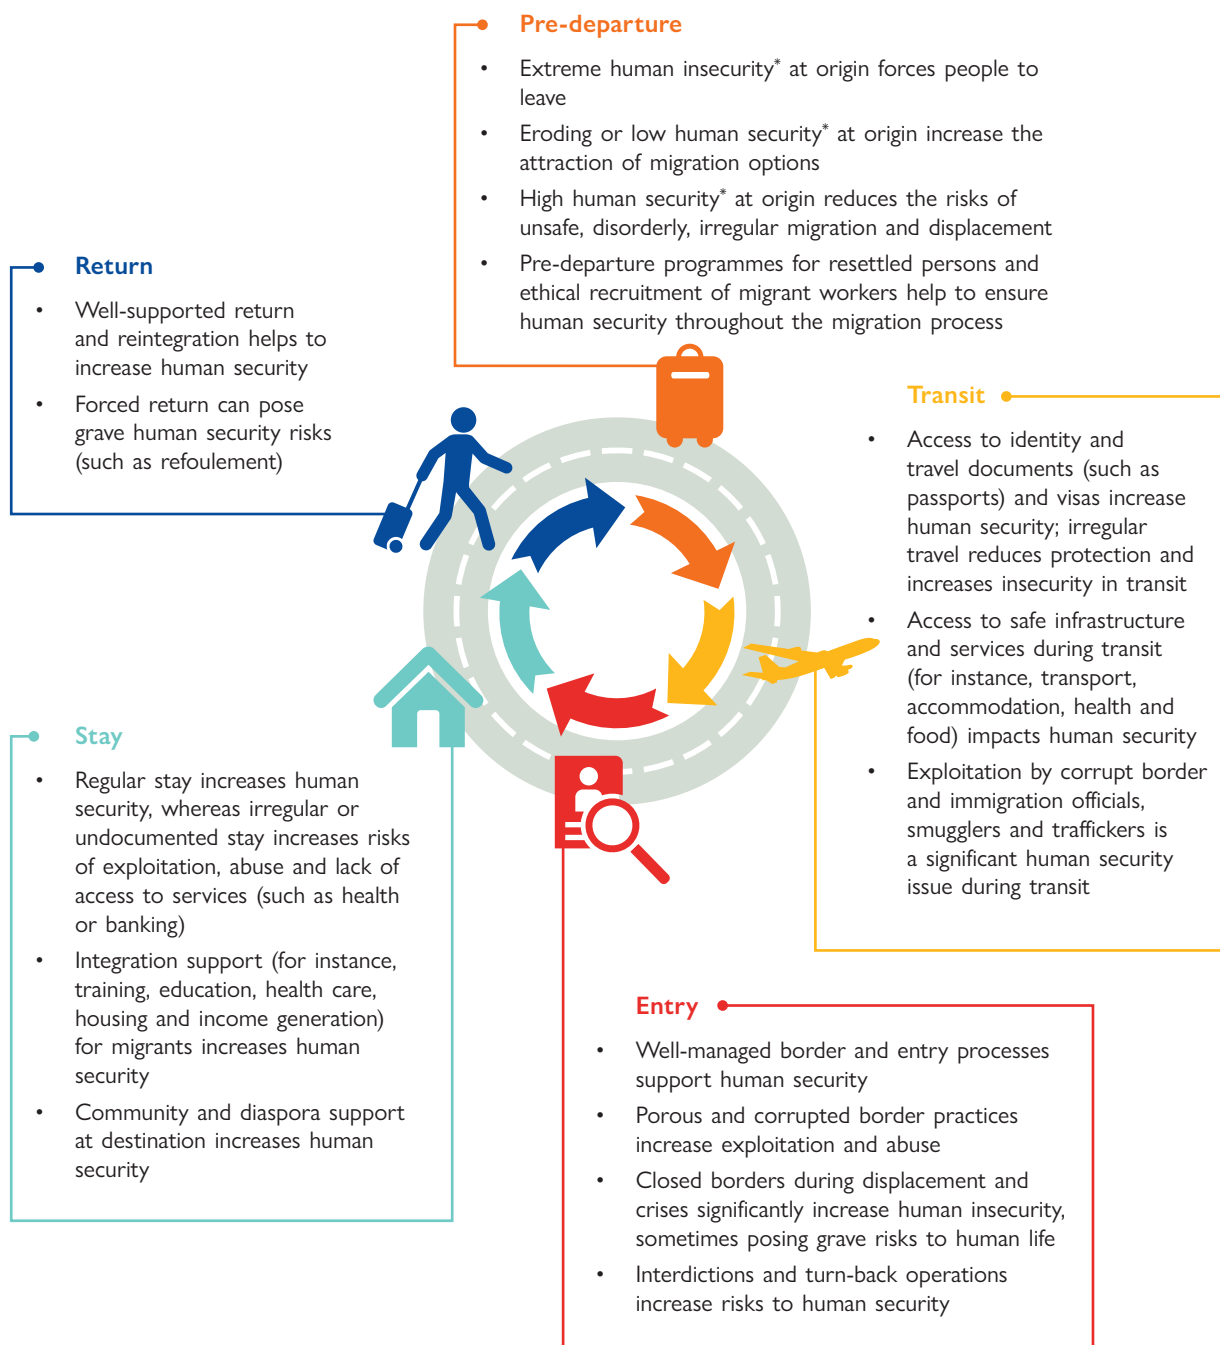 Pre-departure
• Extreme human insecurity* at origin forces people to
leave
• Eroding or low human security* at origin increase the
attraction of migration options
• High human security* at origin reduces the risks of
unsafe, disorderly, irregular migration and displacement
• Pre-departure programmes for resettled persons and
ethical recruitment of migrant workers help to ensure
human security throughout the migration process
Return
• Well-supported return
and reintegration helps to
increase human security
• Forced return can pose
grave human security risks
(such as refoulement)
Transit
• Access to identity and
travel documents (such as
passports) and visas increase
human security; irregular
travel reduces protection and
increases insecurity in transit
• Access to safe infrastructure
and services during transit
(for instance, transport,
accommodation, health and
food) impacts human security
• Exploitation by corrupt border
and immigration officials,
smugglers and traffickers is
a significant human security
issue during transit
Stay
• Regular stay increases human
security, whereas irregular or
undocumented stay increases risks
of exploitation, abuse and lack of
access to services (such as health
or banking)
• Integration support (for instance,
training, education, health care,
housing and income generation)
for migrants increases human
security
• Community and diaspora support
at destination increases human
security
Entry
• Well-managed border and entry processes
support human security
• Porous and corrupted border practices
increase exploitation and abuse
• Closed borders during displacement and
crises significantly increase human insecurity,
sometimes posing grave risks to human life
• Interdictions and turn-back operations
increase risks to human security